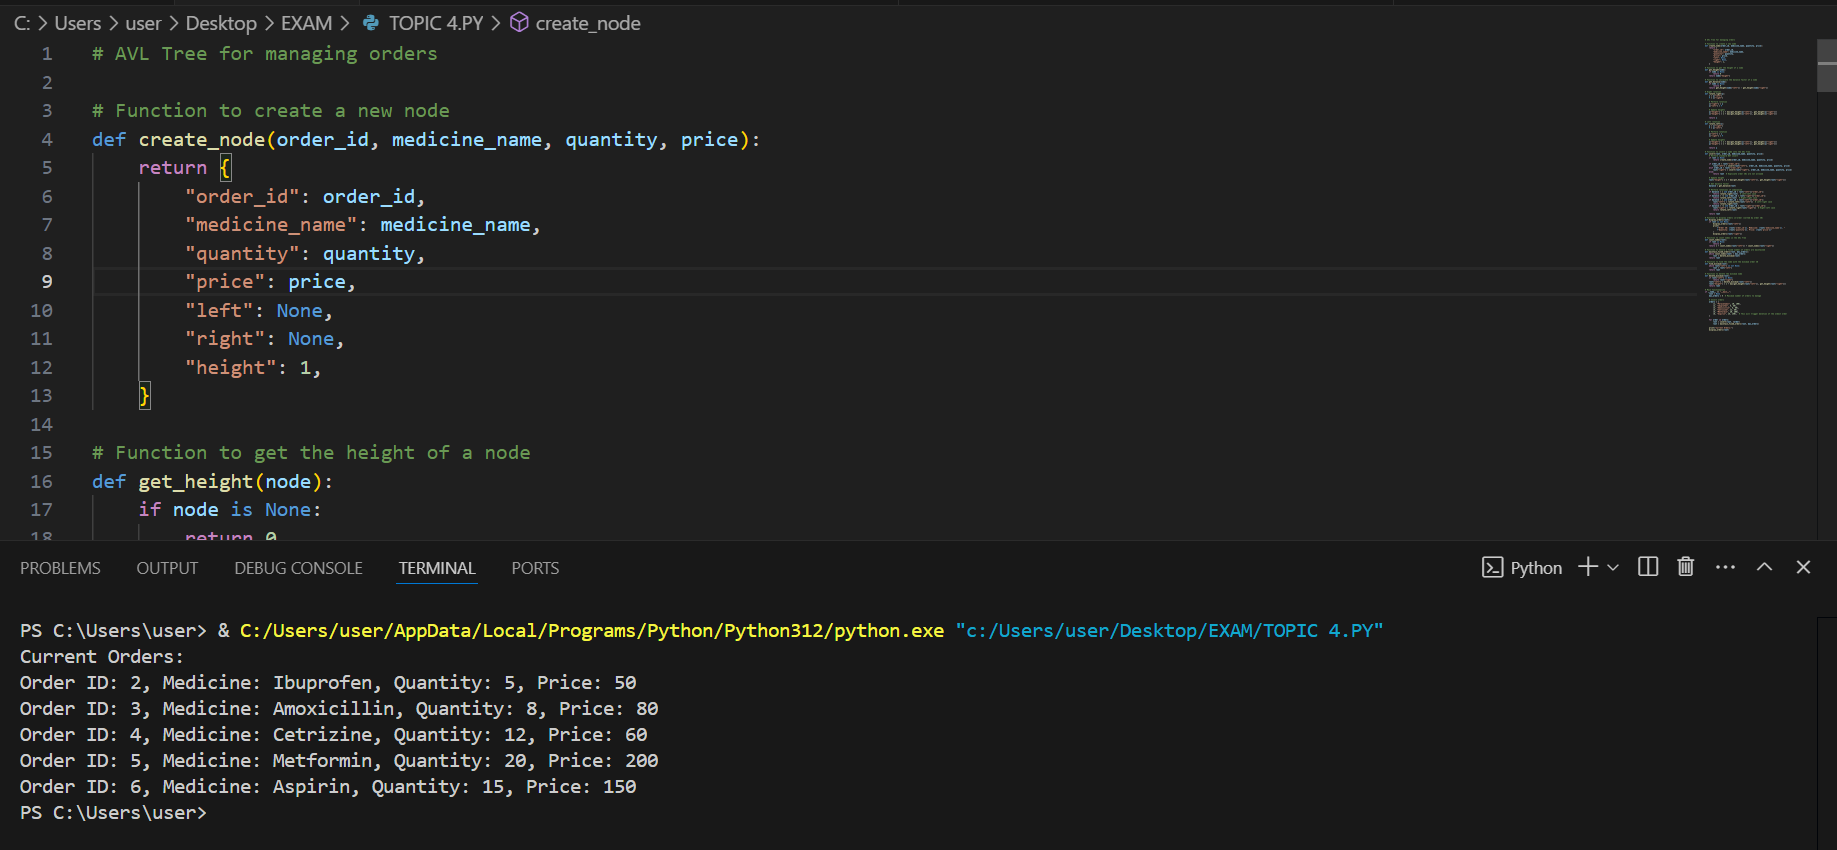 C: > Users > user > Desktop > EXAM > TOPIC 4.PY > create_node
1 # AVL Tree for managing orders
2
3 # Function to create a new node
4 def create_node(order_id, medicine_name, quantity, price):
5 return {
6 "order_id": order_id,
7 "medicine_name": medicine_name,
8 "quantity": quantity,
9 "price": price,
10 "left": None,
11 "right": None,
12 "height": 1,
13 }
14
15 # Function to get the height of a node
16 def get_height(node):
17 if node is None:
18 return 0
PROBLEMS OUTPUT DEBUG CONSOLE TERMINAL PORTS Python
PS C:\Users\user> & C:/Users/user/AppData/Local/Programs/Python/Python312/python.exe "c:/Users/user/Desktop/EXAM/TOPIC 4.PY"
Current Orders:
Order ID: 2, Medicine: Ibuprofen, Quantity: 5, Price: 50
Order ID: 3, Medicine: Amoxicillin, Quantity: 8, Price: 80
Order ID: 4, Medicine: Cetrizine, Quantity: 12, Price: 60
Order ID: 5, Medicine: Metformin, Quantity: 20, Price: 200
Order ID: 6, Medicine: Aspirin, Quantity: 15, Price: 150
PS C:\Users\user>